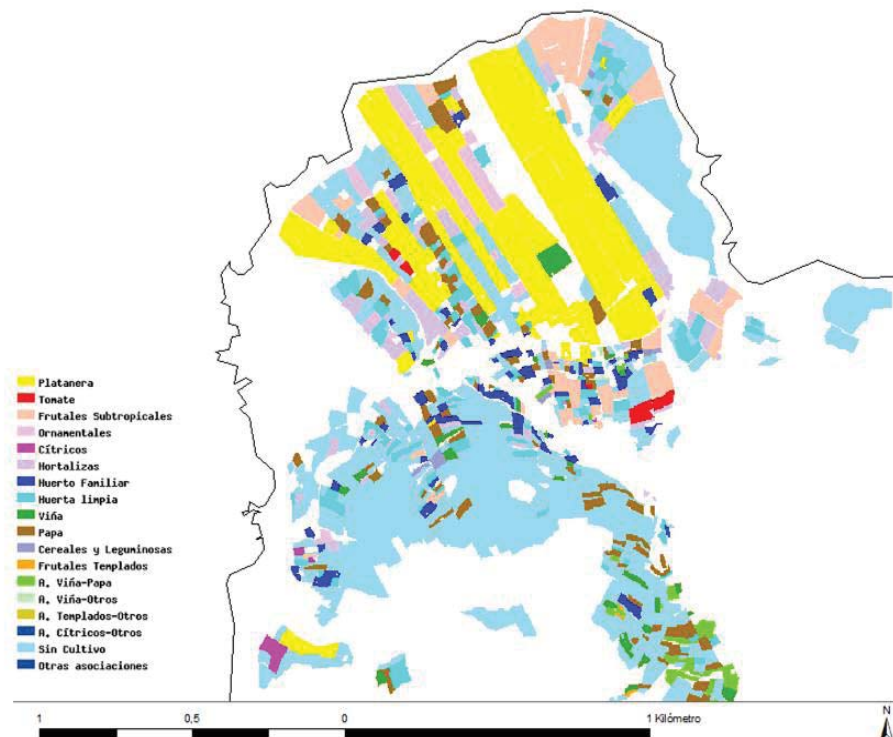 Platanera
Tomate
Frutales Subtropicales
Ornamentales
Cítricos
Hortalizas
Huerto Familiar
Huerta limpia
Viña
Papa
Cereales y Leguminosas
Frutales Templados
A. Viña-Papa
A. Viña-Otros
A. Templados-Otros
A. Cítricos-Otros
Sin Cultivo
Otras asociaciones
1 0,5 0 1 Kilómetro N